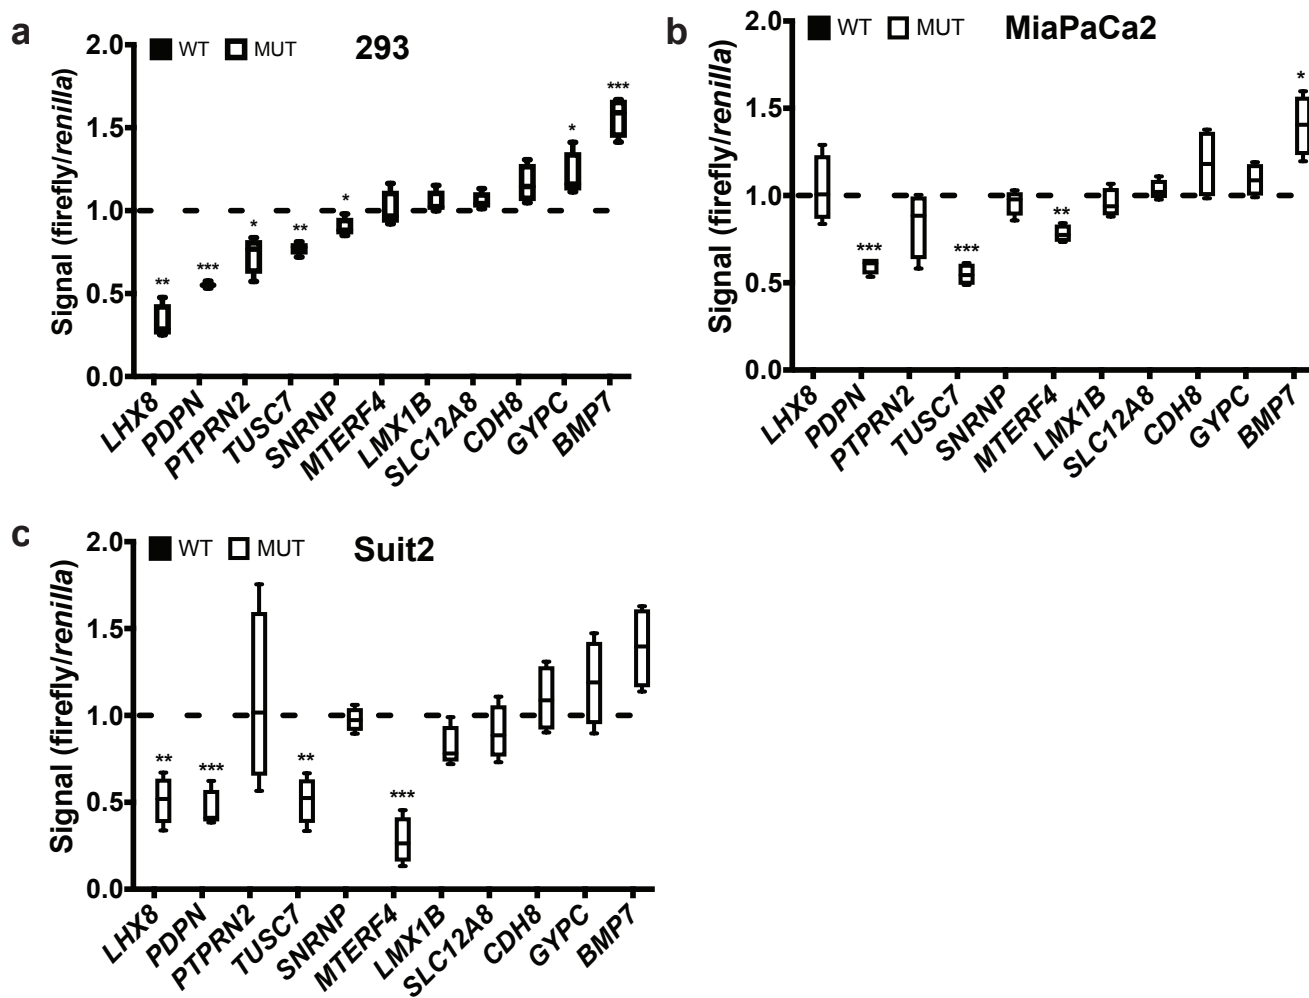 a
WT MUT 293
Signal (firefly/renilla)
2.0
1.5
1.0
0.5
0.0
** *** * ** * * ***
LHX8 PDPN PTPRN2 TUSC7 SNRNP MTERF4 LMX1B SLC12A8 CDH8 GYPC BMP7
b
WT MUT MiaPaCa2
Signal (firefly/renilla)
2.0
1.5
1.0
0.5
0.0
*** *** ** *
LHX8 PDPN PTPRN2 TUSC7 SNRNP MTERF4 LMX1B SLC12A8 CDH8 GYPC BMP7
c
WT MUT Suit2
Signal (firefly/renilla)
2.0
1.5
1.0
0.5
0.0
** *** ** ***
LHX8 PDPN PTPRN2 TUSC7 SNRNP MTERF4 LMX1B SLC12A8 CDH8 GYPC BMP7